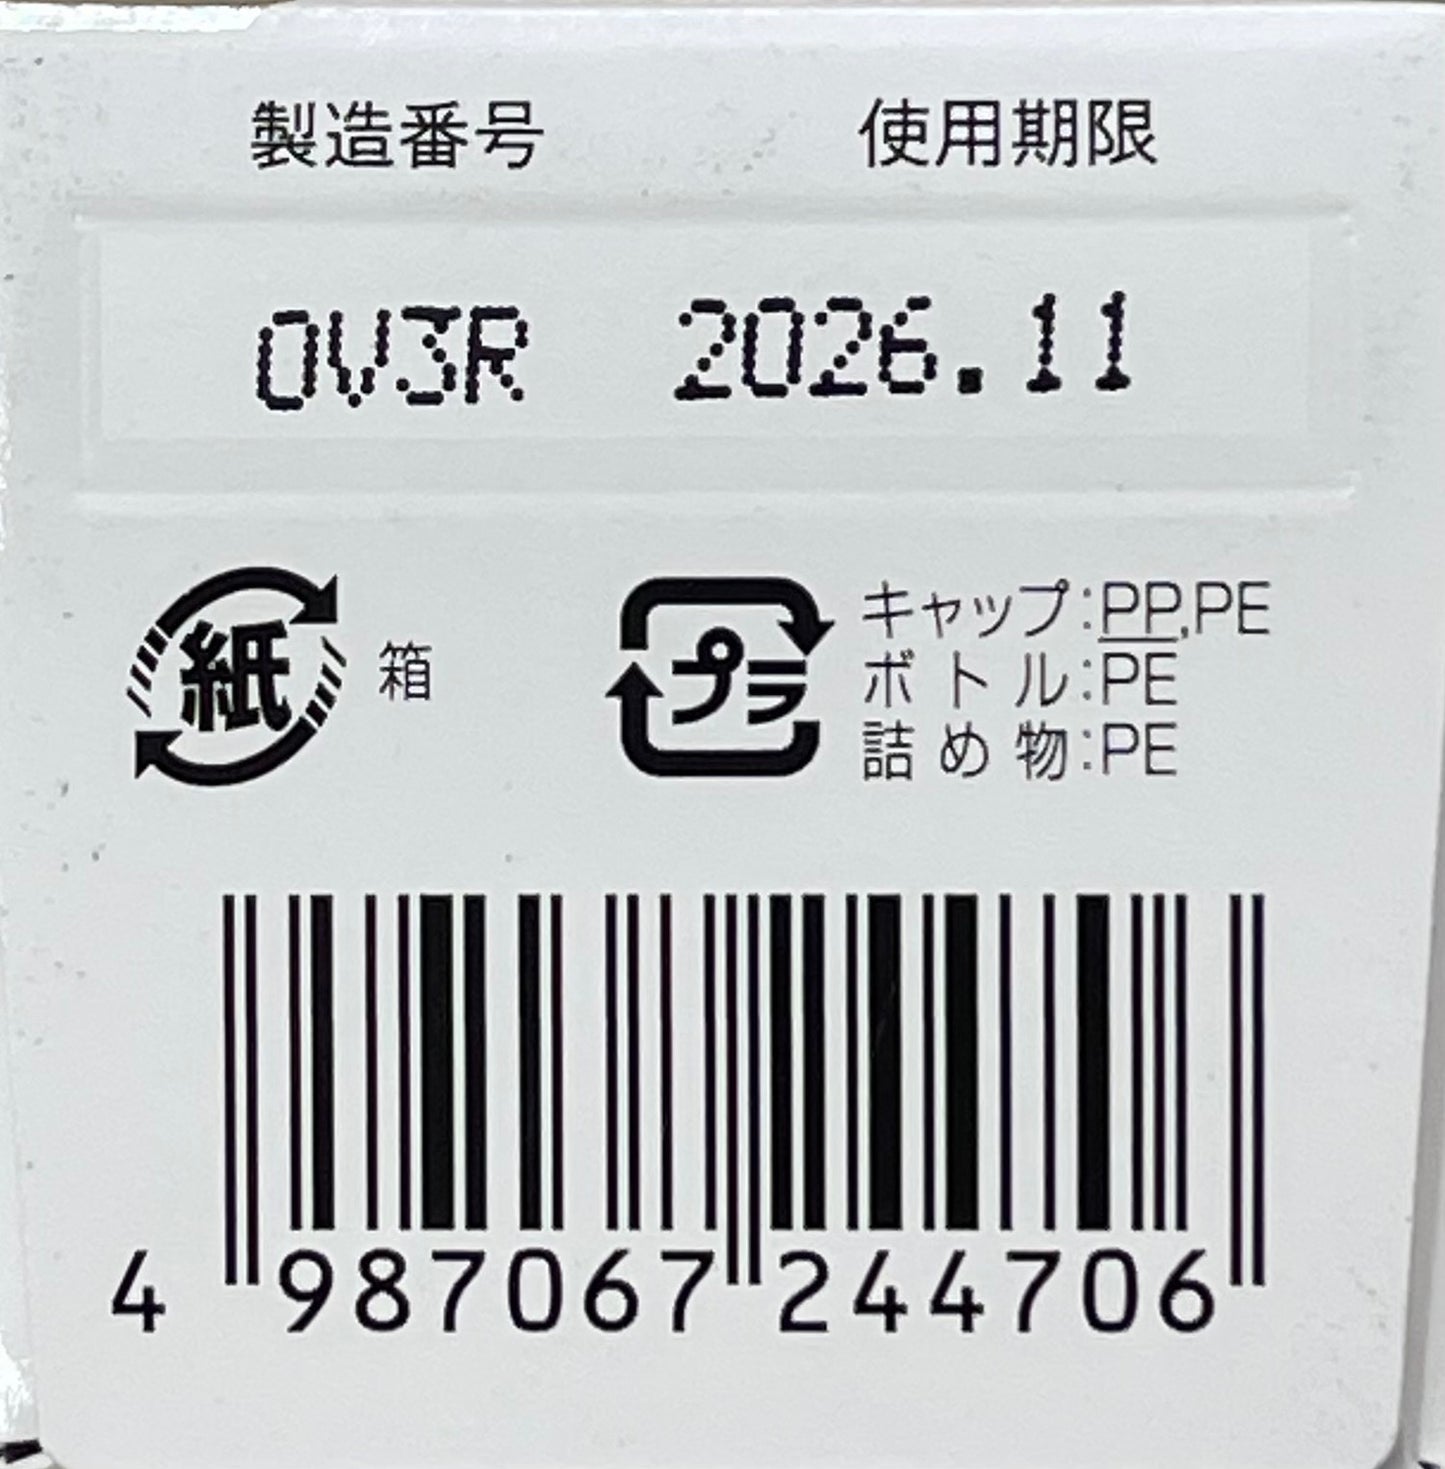 製造番号 使用期限
OV3R 2026.11
紙 箱
プラ
キャップ:PP,PE
ボトル:PE
詰め物:PE
4 987067 244706